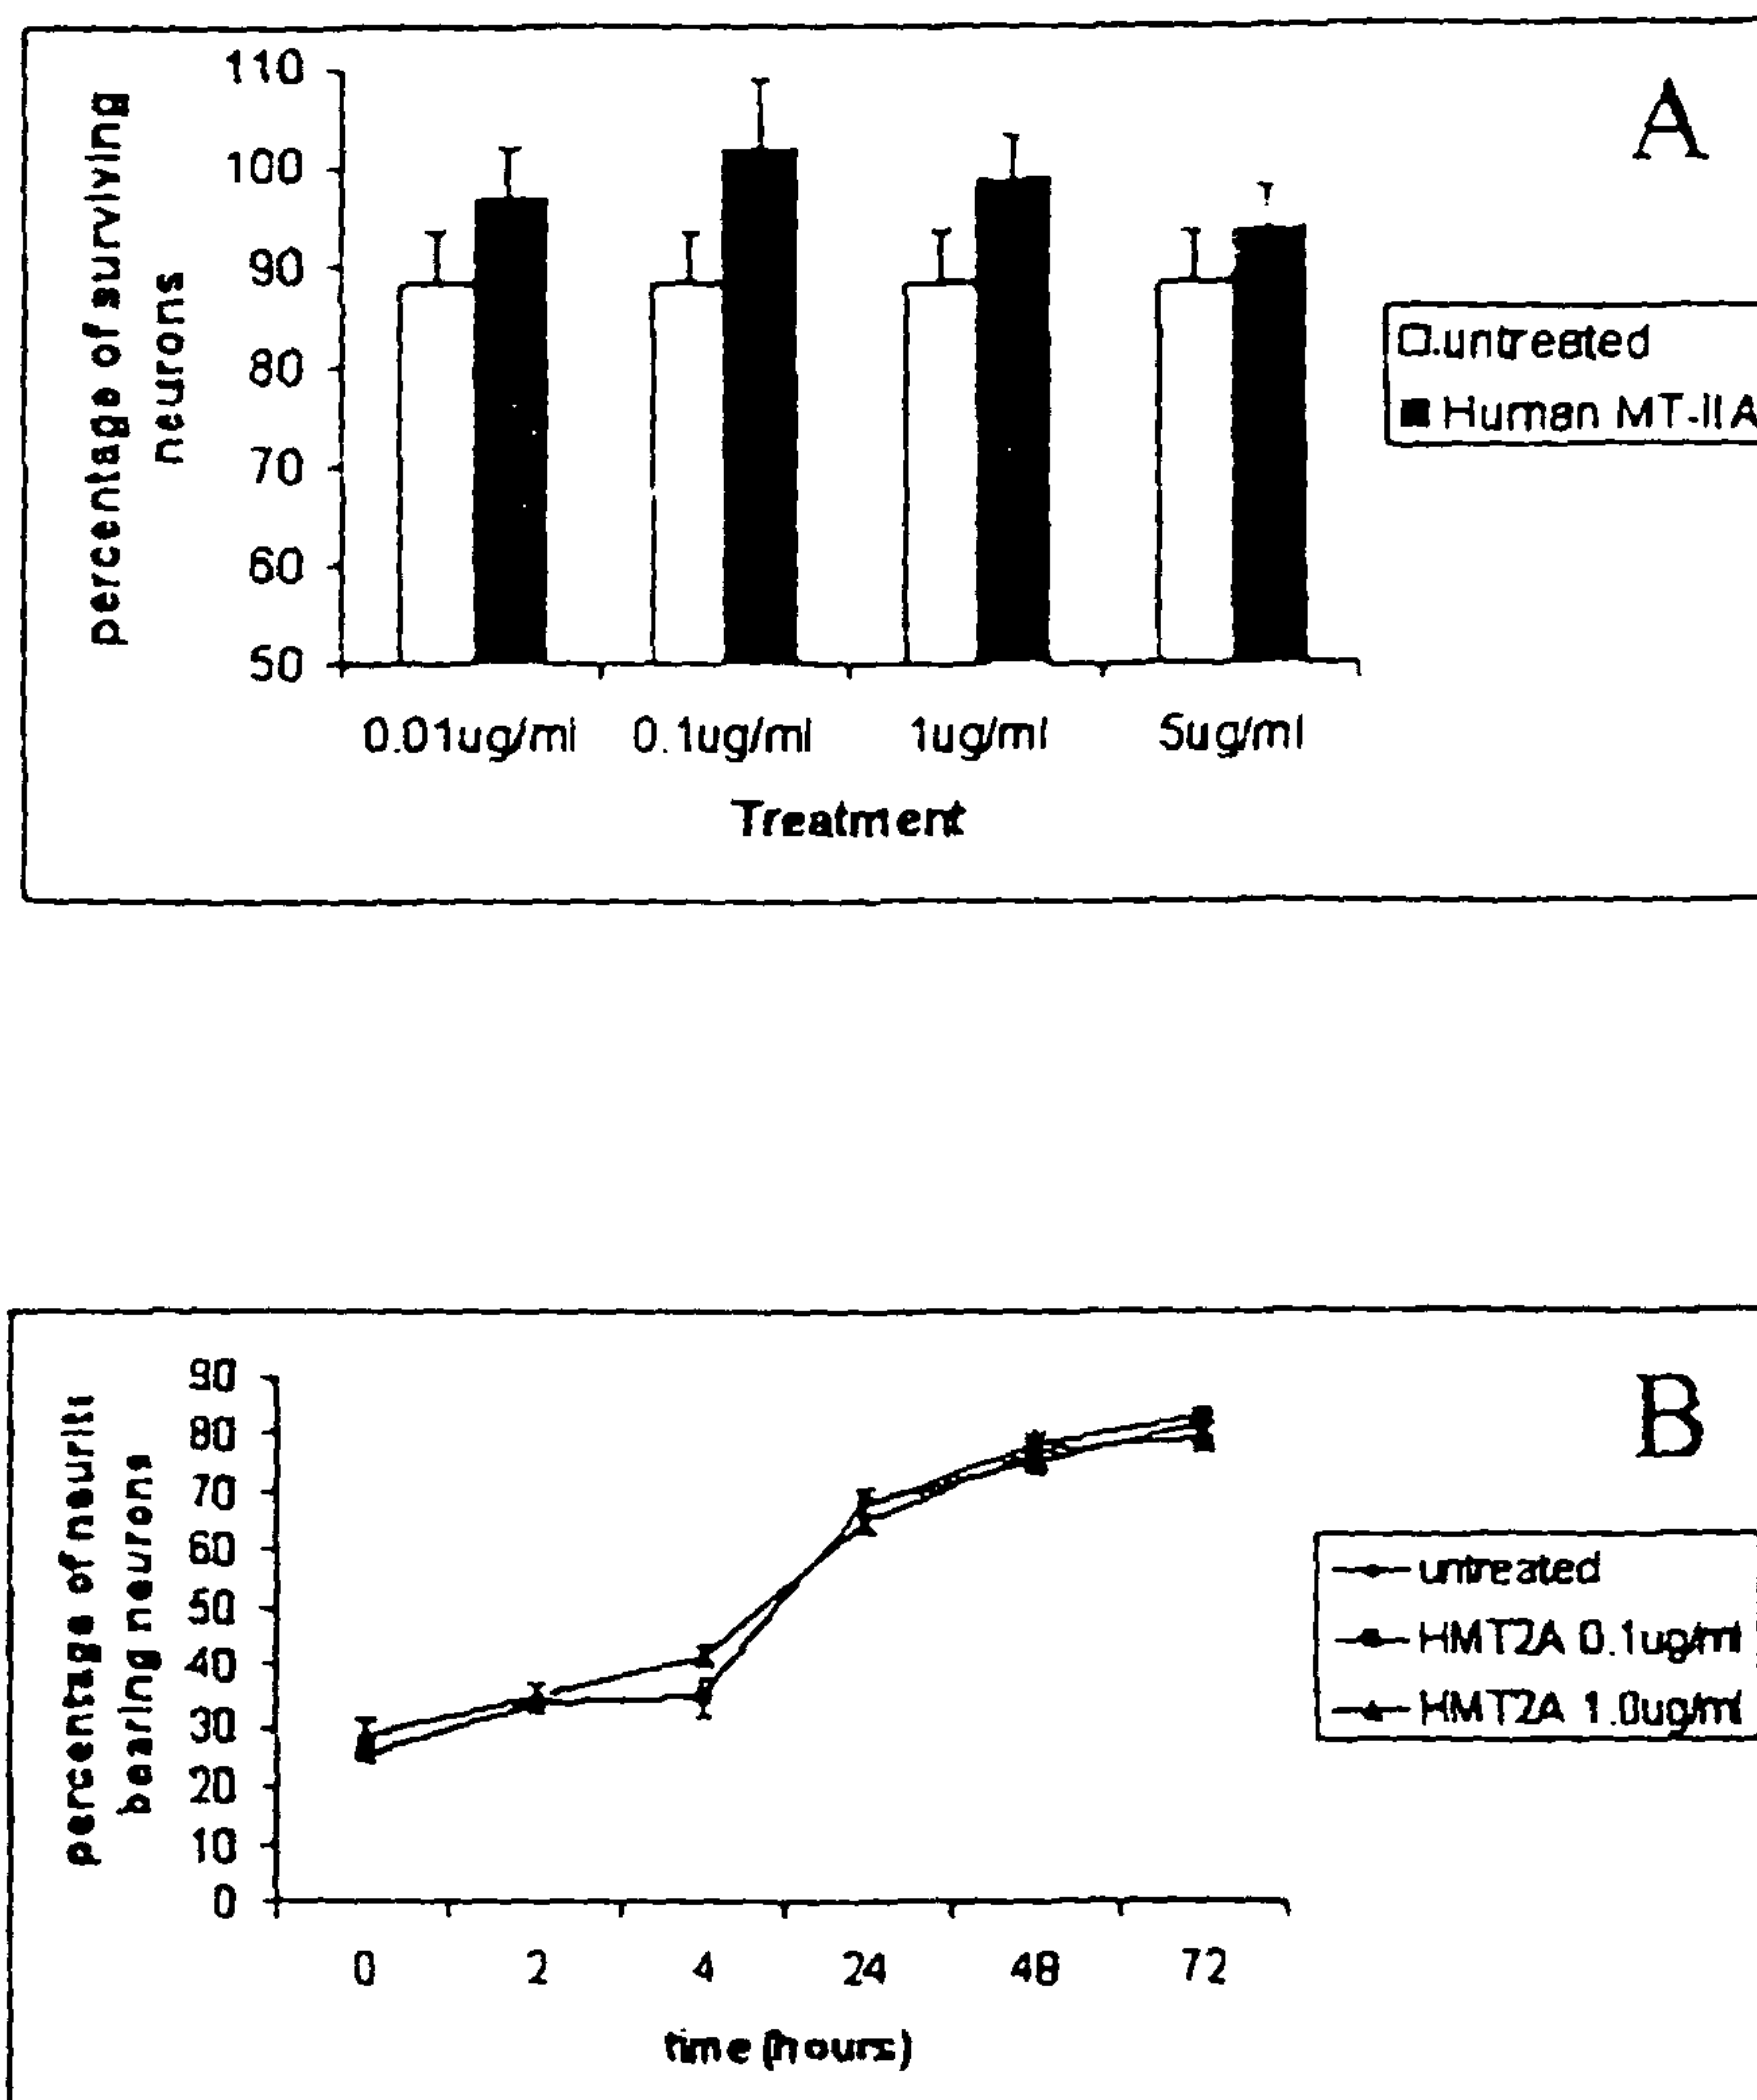 A
percentage of surviving
neurons
110
100
90
80
70
60
50
0.01ug/ml
0.1ug/ml
1ug/ml
5ug/ml
Treatment
untreated
Human MT-IIA
B
percentage of neurite
bearing neurons
90
80
70
60
50
40
30
20
10
0
0
2
4
24
48
72
time (hours)
untreated
HMT2A 0.1ug/ml
HMT2A 1.0ug/ml